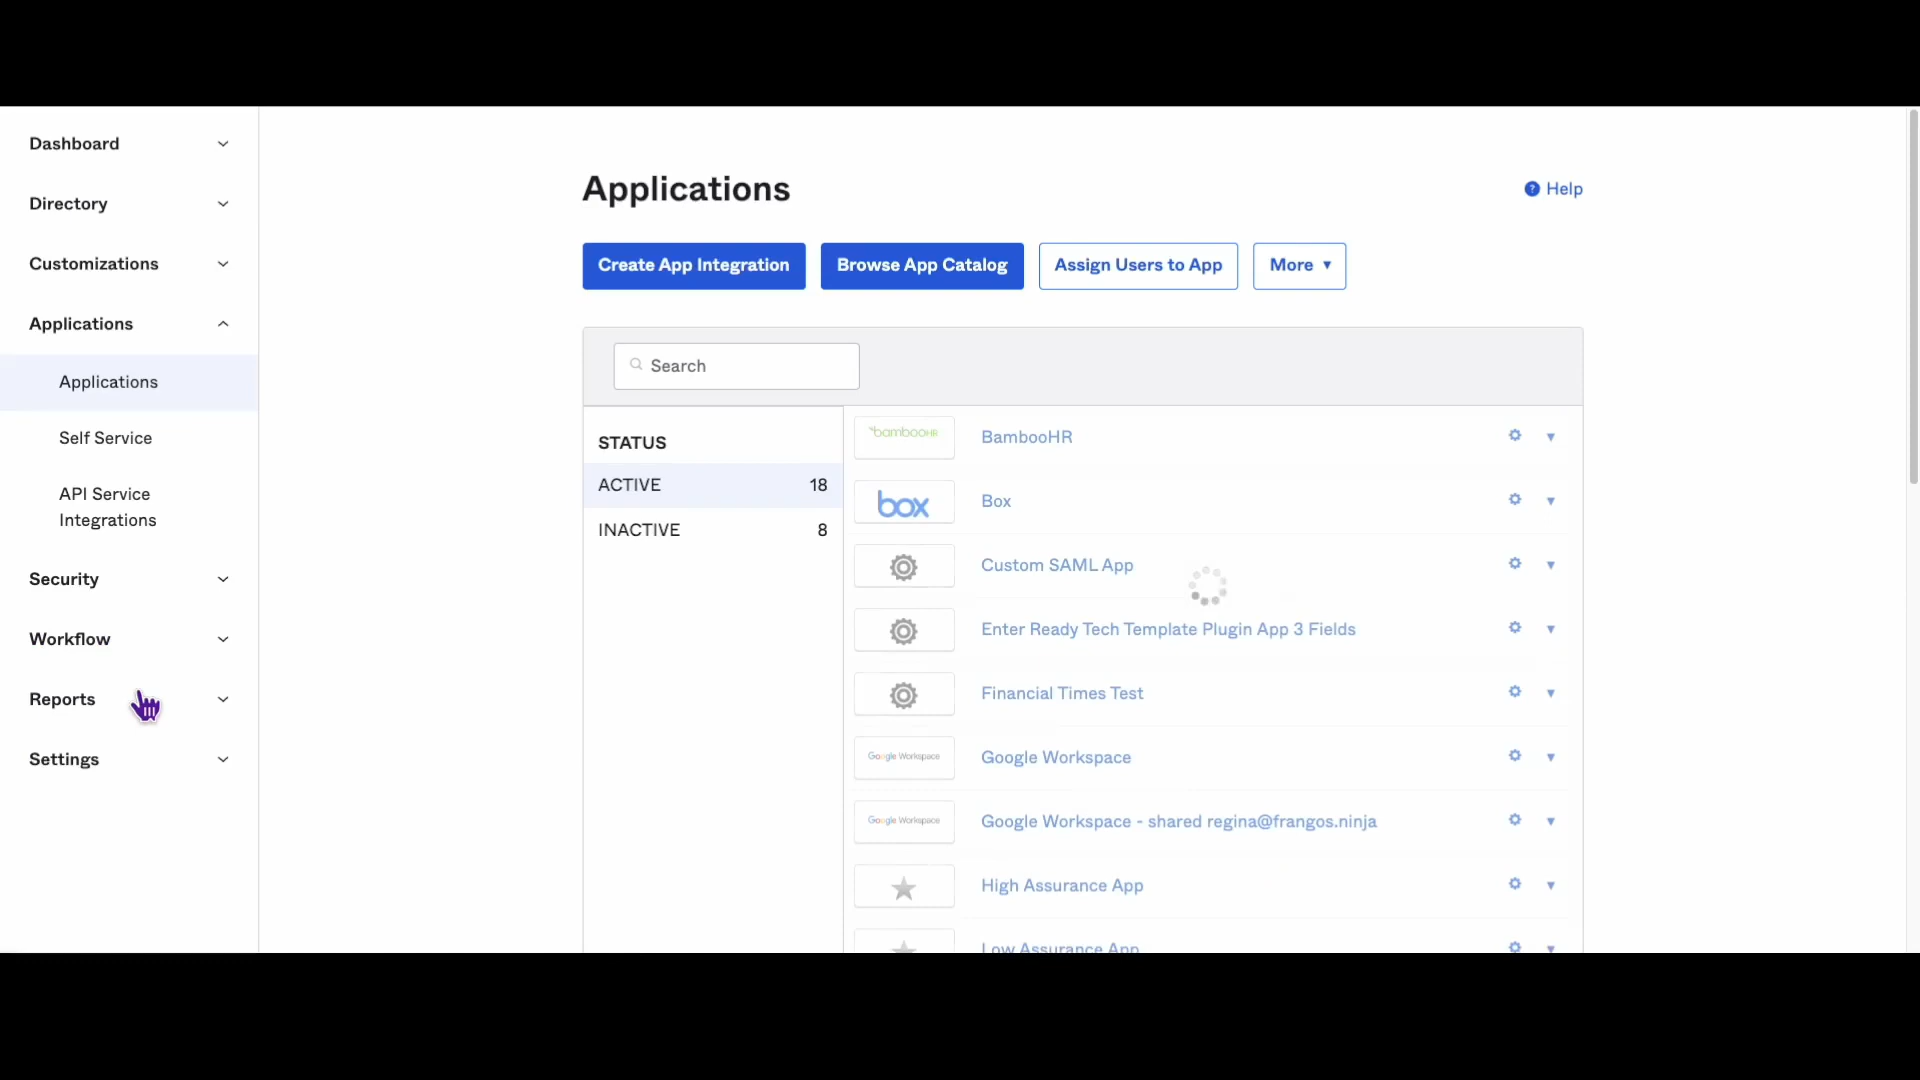 Dashboard
Directory
Customizations
Applications
Applications
Self Service
API Service
Integrations
Security
Workflow
Reports
Settings
Applications
? Help
Create App Integration
Browse App Catalog
Assign Users to App
More
Search
STATUS
ACTIVE 18
INACTIVE 8
bambooHR BambooHR
box Box
Custom SAML App
Enter Ready Tech Template Plugin App 3 Fields
Financial Times Test
Google Workspace Google Workspace
Google Workspace Google Workspace - shared regina@frangos.ninja
High Assurance App
Low Assurance App